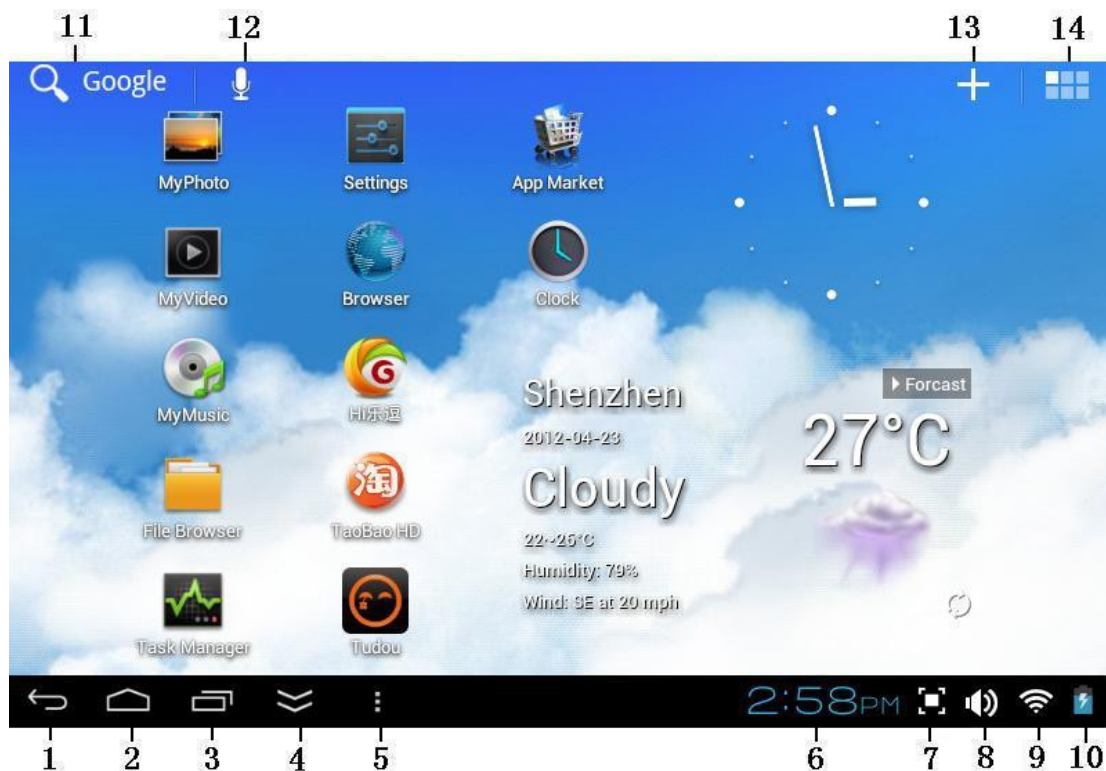 11 12 13 14
Google
MyPhoto Settings App Market
MyVideo Browser Clock
MyMusic Hi乐逗
File Browser TaoBao HD
淘
Task Manager Tudou
Shenzhen
2012-04-23
Cloudy
22~26°C
Humidity: 79%
Wind: SE at 20 mph
Forcast
27°C
2:58PM
1 2 3 4 5 6 7 8 9 10